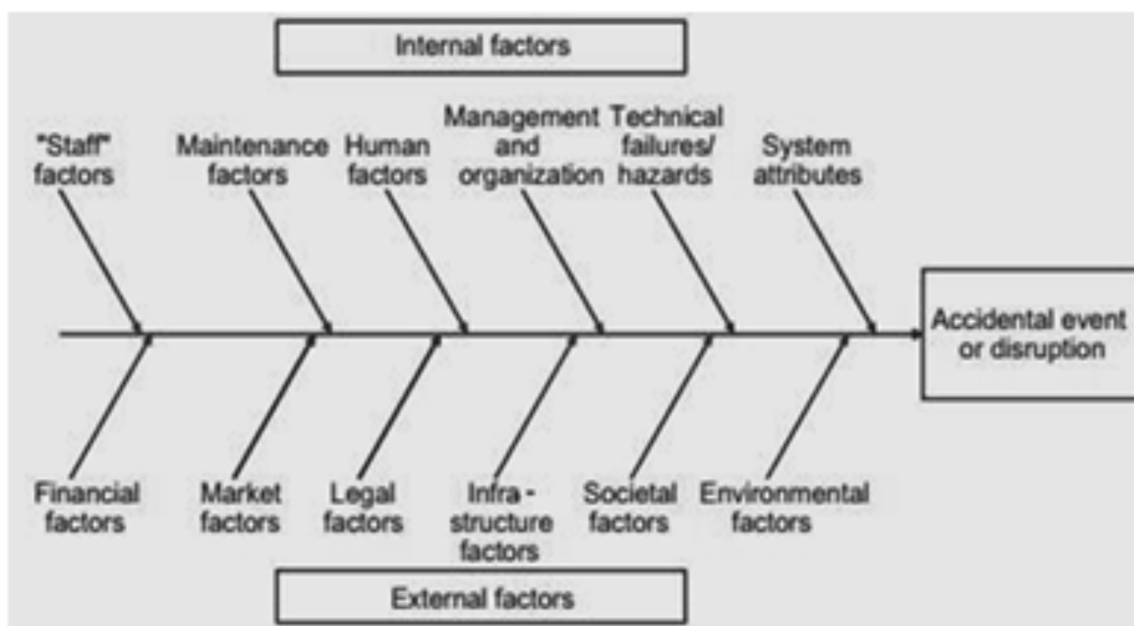 Internal factors
"Staff"
factors
Maintenance
factors
Human
factors
Management
and
organization
Technical
failures/
hazards
System
attributes
Accidental event
or disruption
Financial
factors
Market
factors
Legal
factors
Infra -
structure
factors
Societal
factors
Environmental
factors
External factors